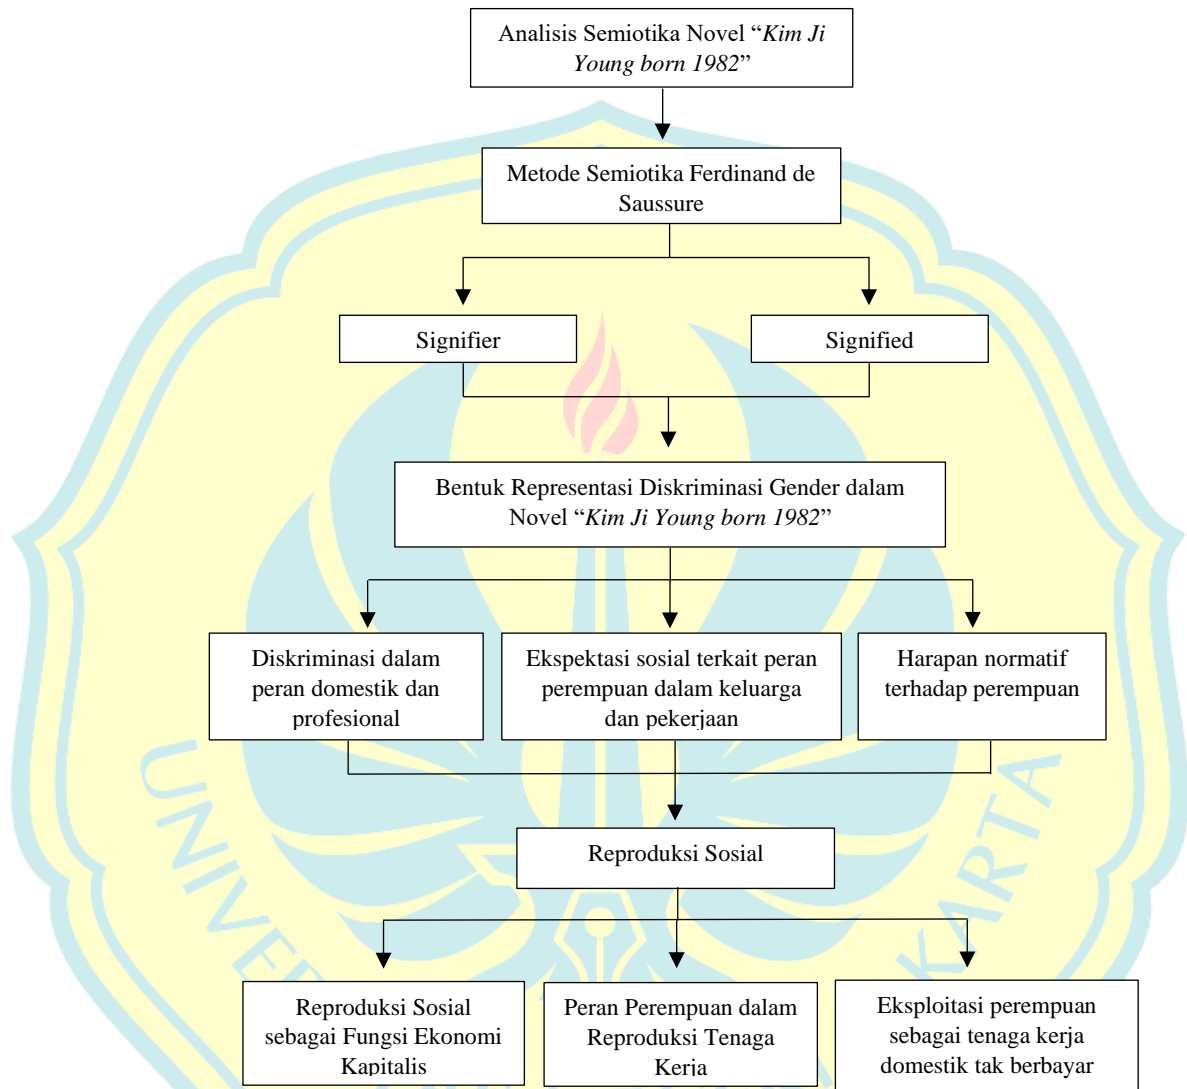 Analisis Semiotika Novel “Kim Ji
Young born 1982”
Metode Semiotika Ferdinand de
Saussure
Signifier
Signified
Bentuk Representasi Diskriminasi Gender dalam
Novel “Kim Ji Young born 1982”
Diskriminasi dalam
peran domestik dan
profesional
Ekspektasi sosial terkait peran
perempuan dalam keluarga
dan pekerjaan
Harapan normatif
terhadap perempuan
Reproduksi Sosial
Reproduksi Sosial
sebagai Fungsi Ekonomi
Kapitalis
Peran Perempuan dalam
Reproduksi Tenaga
Kerja
Eksploitasi perempuan
sebagai tenaga kerja
domestik tak berbayar